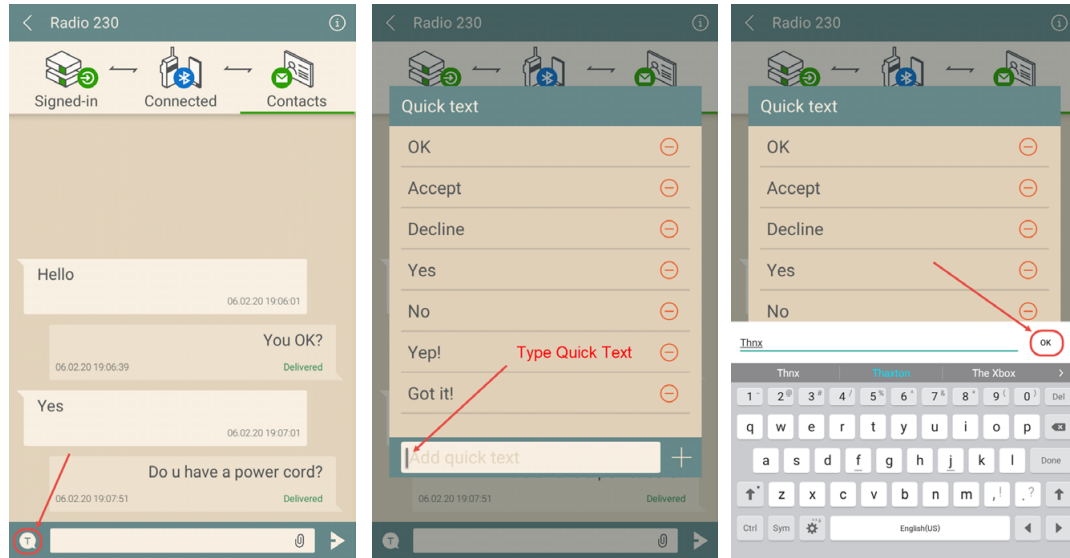 Radio 230
Signed-in
Connected
Contacts
Hello
06.02.20 19:06:01
You OK?
06.02.20 19:06:39
Delivered
Yes
06.02.20 19:07:01
Do u have a power cord?
06.02.20 19:07:51
Delivered
T
Radio 230
Quick text
OK
Accept
Decline
Yes
No
Yep!
Type Quick Text
Got it!
Add quick text
06.02.20 19:07:51
Delivered
T
Radio 230
Quick text
OK
Accept
Decline
Yes
No
Thnx
OK
Thnx
Thaxton
The Xbox
1 2 @ 3 # 4 / 5 % 6 ^ 7 & 8 * 9 ( 0 ) Del
q w e r t y u i o p
a s d f g h j k l Done
z x c v b n m , ! . ?
Ctrl Sym English(US)